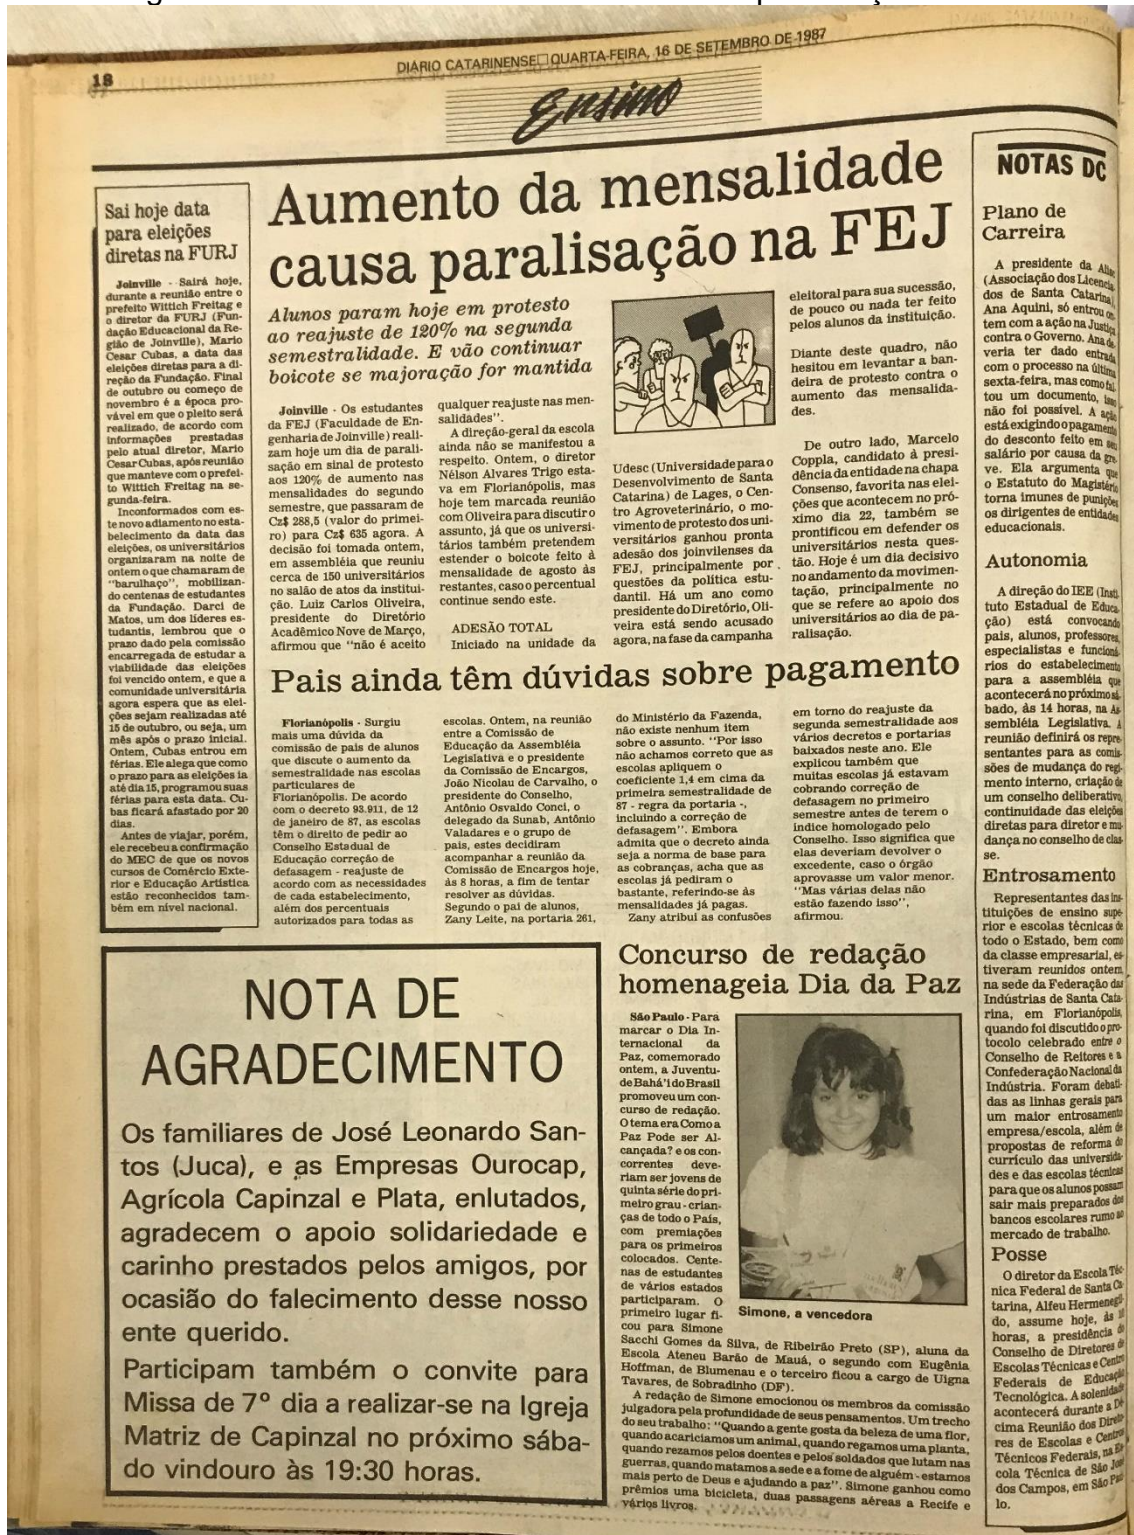 18
DIÁRIO CATARINENSE□QUARTA-FEIRA, 16 DE SETEMBRO DE 1987
Ensino
Sai hoje data
para eleições
diretas na FURJ
Joinville - Sairá hoje,
durante a reunião entre o
prefeito Wittich Freitag e
o diretor da FURJ (Fun-
dação Educacional da Re-
gião de Joinville), Mario
Cesar Cubas, a data das
eleições diretas para a di-
reção da Fundação. Final
de outubro ou começo de
novembro é a época pro-
vável em que o pleito será
realizado, de acordo com
informações prestadas
pelo atual diretor, Mario
Cesar Cubas, após reunião
que manteve com o prefei-
to Wittich Freitag na se-
gunda-feira.
Inconformados com es-
te novo adiamento no esta-
belecimento da data das
eleições, os universitários
organizaram na noite de
ontem o que chamaram de
"barulhaço", mobilizan-
do centenas de estudantes
da Fundação. Darci de
Matos, um dos líderes es-
tudantis, lembrou que o
prazo dado pela comissão
encarregada de estudar a
viabilidade das eleições
foi vencido ontem, e que a
comunidade universitária
agora espera que as elei-
ções sejam realizadas até
15 de outubro, ou seja, um
mês após o prazo inicial.
Ontem, Cubas entrou em
férias. Ele alega que como
o prazo para as eleições ia
até dia 15, programou suas
férias para esta data. Cu-
bas ficará afastado por 20
dias.
Antes de viajar, porém,
ele recebeu a confirmação
do MEC de que os novos
cursos de Comércio Exte-
rior e Educação Artística
estão reconhecidos tam-
bém em nível nacional.
Aumento da mensalidade
causa paralisação na FEJ
Alunos param hoje em protesto
ao reajuste de 120% na segunda
semestralidade. E vão continuar
boicote se majoração for mantida
Joinville - Os estudantes
da FEJ (Faculdade de En-
genharia de Joinville) reali-
zam hoje um dia de parali-
sação em sinal de protesto
aos 120% de aumento nas
mensalidades do segundo
semestre, que passaram de
Cz$ 288,5 (valor do primei-
ro) para Cz$ 635 agora. A
decisão foi tomada ontem,
em assembléia que reuniu
cerca de 150 universitários
no salão de atos da institui-
ção. Luiz Carlos Oliveira,
presidente do Diretório
Acadêmico Nove de Março,
afirmou que "não é aceito
qualquer reajuste nas men-
salidades".
A direção-geral da escola
ainda não se manifestou a
respeito. Ontem, o diretor
Nélson Alvares Trigo esta-
va em Florianópolis, mas
hoje tem marcada reunião
com Oliveira para discutir o
assunto, já que os universi-
tários também pretendem
estender o boicote feito à
mensalidade de agosto às
restantes, caso o percentual
continue sendo este.
ADESÃO TOTAL
Iniciado na unidade da
Udesc (Universidade para o
Desenvolvimento de Santa
Catarina) de Lages, o Cen-
tro Agroveterinário, o mo-
vimento de protesto dos uni-
versitários ganhou pronta
adesão dos joinvilenses da
FEJ, principalmente por
questões da política estu-
dantil. Há um ano como
presidente do Diretório, Oli-
veira está sendo acusado
agora, na fase da campanha
eleitoral para sua sucessão,
de pouco ou nada ter feito
pelos alunos da instituição.
Diante deste quadro, não
hesitou em levantar a ban-
deira de protesto contra o
aumento das mensalida-
des.
De outro lado, Marcelo
Coppla, candidato à presi-
dência da entidade na chapa
Consenso, favorita nas elei-
ções que acontecem no pró-
ximo dia 22, também se
prontificou em defender os
universitários nesta ques-
tão. Hoje é um dia decisivo
no andamento da movimen-
tação, principalmente no
que se refere ao apoio dos
universitários ao dia de pa-
ralisação.
Pais ainda têm dúvidas sobre pagamento
Florianópolis - Surgiu
mais uma dúvida da
comissão de pais de alunos
que discute o aumento da
semestralidade nas escolas
particulares de
Florianópolis. De acordo
com o decreto 93.911, de 12
de janeiro de 87, as escolas
têm o direito de pedir ao
Conselho Estadual de
Educação correção de
defasagem - reajuste de
acordo com as necessidades
de cada estabelecimento,
além dos percentuais
autorizados para todas as
escolas. Ontem, na reunião
entre a Comissão de
Educação da Assembléia
Legislativa e o presidente
da Comissão de Encargos,
João Nicolau de Carvalho, o
presidente do Conselho,
Antônio Osvaldo Conci, o
delegado da Sunab, Antônio
Valadares e o grupo de
pais, estes decidiram
acompanhar a reunião da
Comissão de Encargos hoje,
às 8 horas, a fim de tentar
resolver as dúvidas.
Segundo o pai de alunos,
Zany Leite, na portaria 261,
do Ministério da Fazenda,
não existe nenhum item
sobre o assunto. "Por isso
não achamos correto que as
escolas apliquem o
coeficiente 1,4 em cima da
primeira semestralidade de
87 - regra da portaria -,
incluindo a correção de
defasagem". Embora
admita que o decreto ainda
seja a norma de base para
as cobranças, acha que as
escolas já pediram o
bastante, referindo-se às
mensalidades já pagas.
Zany atribui as confusões
em torno do reajuste da
segunda semestralidade aos
vários decretos e portarias
baixados neste ano. Ele
explicou também que
muitas escolas já estavam
cobrando correção de
defasagem no primeiro
semestre antes de terem o
índice homologado pelo
Conselho. Isso significa que
elas deveriam devolver o
excedente, caso o órgão
aprovasse um valor menor.
"Mas várias delas não
estão fazendo isso",
afirmou.
NOTA DE
AGRADECIMENTO
Os familiares de José Leonardo San-
tos (Juca), e as Empresas Ourocap,
Agrícola Capinzal e Plata, enlutados,
agradecem o apoio solidariedade e
carinho prestados pelos amigos, por
ocasião do falecimento desse nosso
ente querido.
Participam também o convite para
Missa de 7º dia a realizar-se na Igreja
Matriz de Capinzal no próximo sába-
do vindouro às 19:30 horas.
Concurso de redação
homenageia Dia da Paz
São Paulo - Para
marcar o Dia In-
ternacional da
Paz, comemorado
ontem, a Juventu-
de Bahá'i do Brasil
promoveu um con-
curso de redação.
O tema era Como a
Paz Pode ser Al-
cançada? e os con-
correntes deve-
riam ser jovens de
quinta série do pri-
meiro grau - crian-
ças de todo o País,
com premiações
para os primeiros
colocados. Cente-
nas de estudantes
de vários estados
participaram. O
primeiro lugar fi-
cou para Simone
Sacchi Gomes da Silva, de Ribeirão Preto (SP), aluna da
Escola Ateneu Barão de Mauá, o segundo com Eugênia
Hoffman, de Blumenau e o terceiro ficou a cargo de Uigna
Tavares, de Sobradinho (DF).
A redação de Simone emocionou os membros da comissão
julgadora pela profundidade de seus pensamentos. Um trecho
do seu trabalho: "Quando a gente gosta da beleza de uma flor,
quando acariciamos um animal, quando regamos uma planta,
quando rezamos pelos doentes e pelos soldados que lutam nas
guerras, quando matamos a sede e a fome de alguém - estamos
mais perto de Deus e ajudando a paz". Simone ganhou como
prêmios uma bicicleta, duas passagens aéreas a Recife e
vários livros.
Simone, a vencedora
NOTAS DC
Plano de
Carreira
A presidente da Alisc
(Associação dos Licencia-
dos de Santa Catarina),
Ana Aquini, só entrou on-
tem com a ação na Justiça
contra o Governo. Ana de-
veria ter dado entrada
com o processo na última
sexta-feira, mas como fal-
tou um documento, isso
não foi possível. A ação
está exigindo o pagamento
do desconto feito em seu
salário por causa da gre-
ve. Ela argumenta que
o Estatuto do Magistério
torna imunes de punições
os dirigentes de entidades
educacionais.
Autonomia
A direção do IEE (Insti-
tuto Estadual de Educa-
ção) está convocando
pais, alunos, professores,
especialistas e funcioná-
rios do estabelecimento
para a assembléia que
acontecerá no próximo sá-
bado, às 14 horas, na As-
sembléia Legislativa. A
reunião definirá os repre-
sentantes para as comis-
sões de mudança do regi-
mento interno, criação de
um conselho deliberativo,
continuidade das eleições
diretas para diretor e mu-
dança no conselho de clas-
se.
Entrosamento
Representantes das ins-
tituições de ensino supe-
rior e escolas técnicas de
todo o Estado, bem como
da classe empresarial, es-
tiveram reunidos ontem,
na sede da Federação das
Indústrias de Santa Cata-
rina, em Florianópolis,
quando foi discutido o pro-
tocolo celebrado entre o
Conselho de Reitores e a
Confederação Nacional da
Indústria. Foram debati-
das as linhas gerais para
um maior entrosamento
empresa/escola, além de
propostas de reforma do
currículo das universida-
des e das escolas técnicas
para que os alunos possam
sair mais preparados dos
bancos escolares rumo ao
mercado de trabalho.
Posse
O diretor da Escola Téc-
nica Federal de Santa Ca-
tarina, Alfeu Hermenegil-
do, assume hoje, às 10
horas, a presidência do
Conselho de Diretores de
Escolas Técnicas e Centros
Federais de Educação
Tecnológica. A solenidade
acontecerá durante a Dé-
cima Reunião dos Direto-
res de Escolas e Centros
Técnicos Federais, na Es-
cola Técnica de São José
dos Campos, em São Pau-
lo.